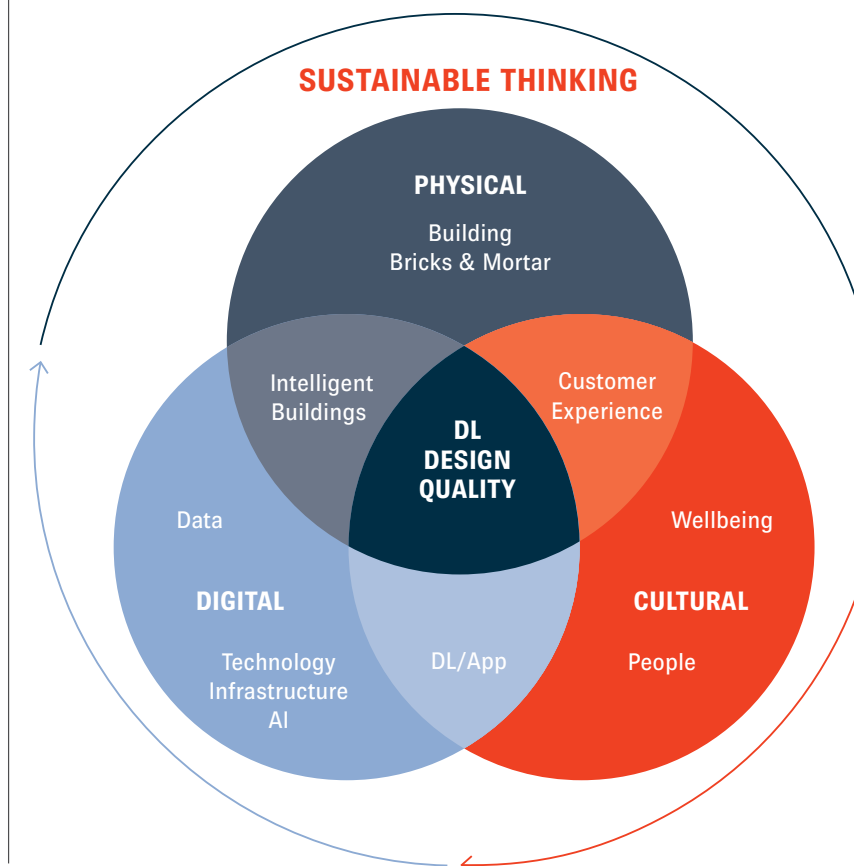 SUSTAINABLE THINKING
PHYSICAL
Building
Bricks & Mortar
Intelligent
Buildings
Customer
Experience
DL
DESIGN
QUALITY
Data
Wellbeing
DIGITAL
CULTURAL
Technology
Infrastructure
AI
DL/App
People